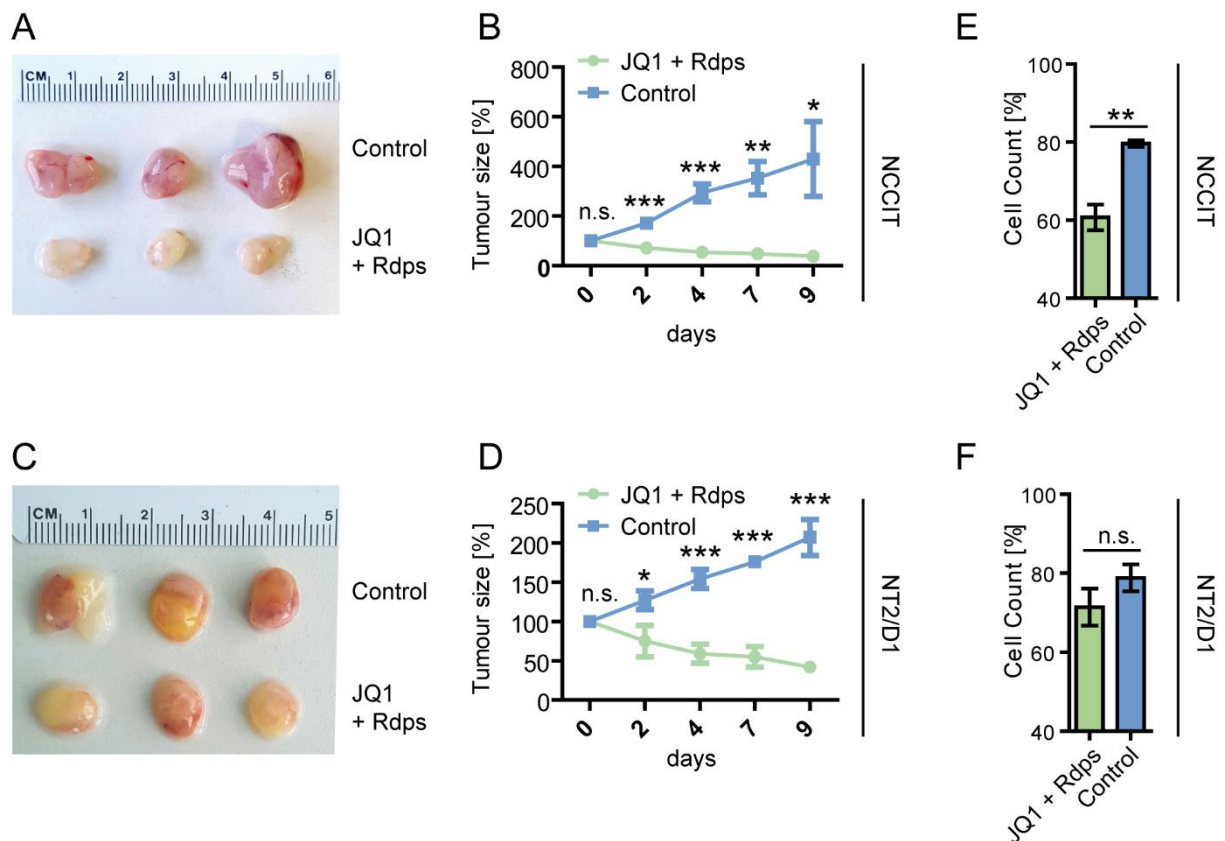 A
CM 1 2 3 4 5 6
Control
JQ1
+ Rdps
B
JQ1 + Rdps
Control
800
600
400
200
0
Tumour size [%]
n.s.
***
***
**
*
0 2 4 7 9
days
NCCIT
E
Cell Count [%]
100
80
60
40
**
JQ1 + Rdps
Control
NCCIT
C
CM 1 2 3 4 5
Control
JQ1
+ Rdps
D
JQ1 + Rdps
Control
250
200
150
100
50
0
Tumour size [%]
n.s.
*
***
***
***
0 2 4 7 9
days
NT2/D1
F
Cell Count [%]
100
80
60
40
n.s.
JQ1 + Rdps
Control
NT2/D1